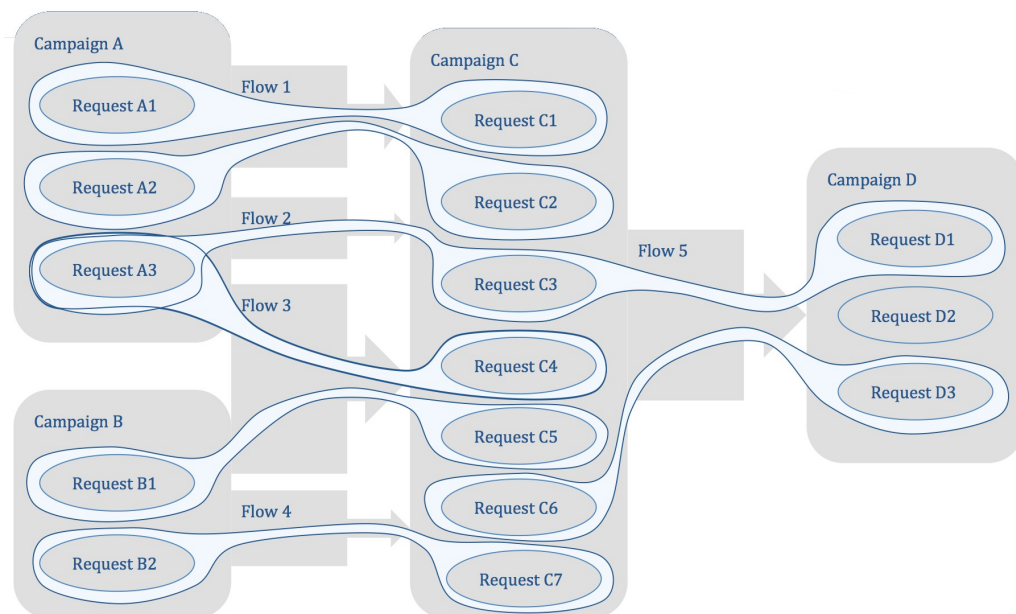 Campaign A
Request A1
Request A2
Request A3
Campaign B
Request B1
Request B2
Flow 1
Flow 2
Flow 3
Flow 4
Campaign C
Request C1
Request C2
Request C3
Request C4
Request C5
Request C6
Request C7
Flow 5
Campaign D
Request D1
Request D2
Request D3